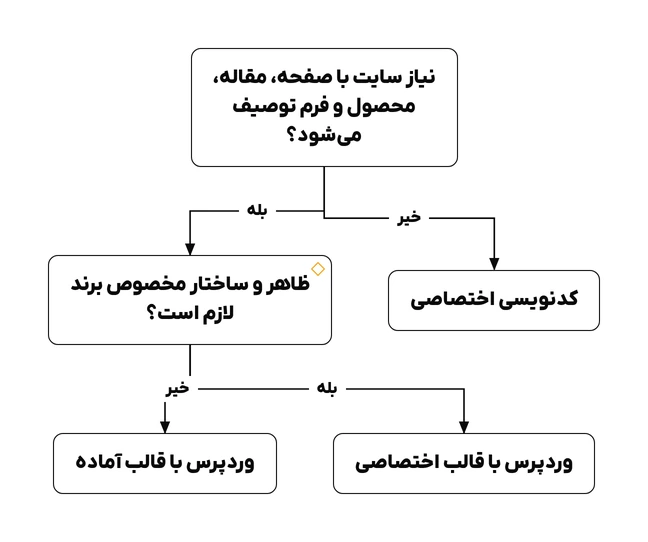 نیاز سایت با صفحه، مقاله،
محصول و فرم توصیف
می‌شود؟
بله
خیر
ظاهر و ساختار مخصوص برند
لازم است؟
کدنویسی اختصاصی
خیر
بله
وردپرس با قالب آماده
وردپرس با قالب اختصاصی